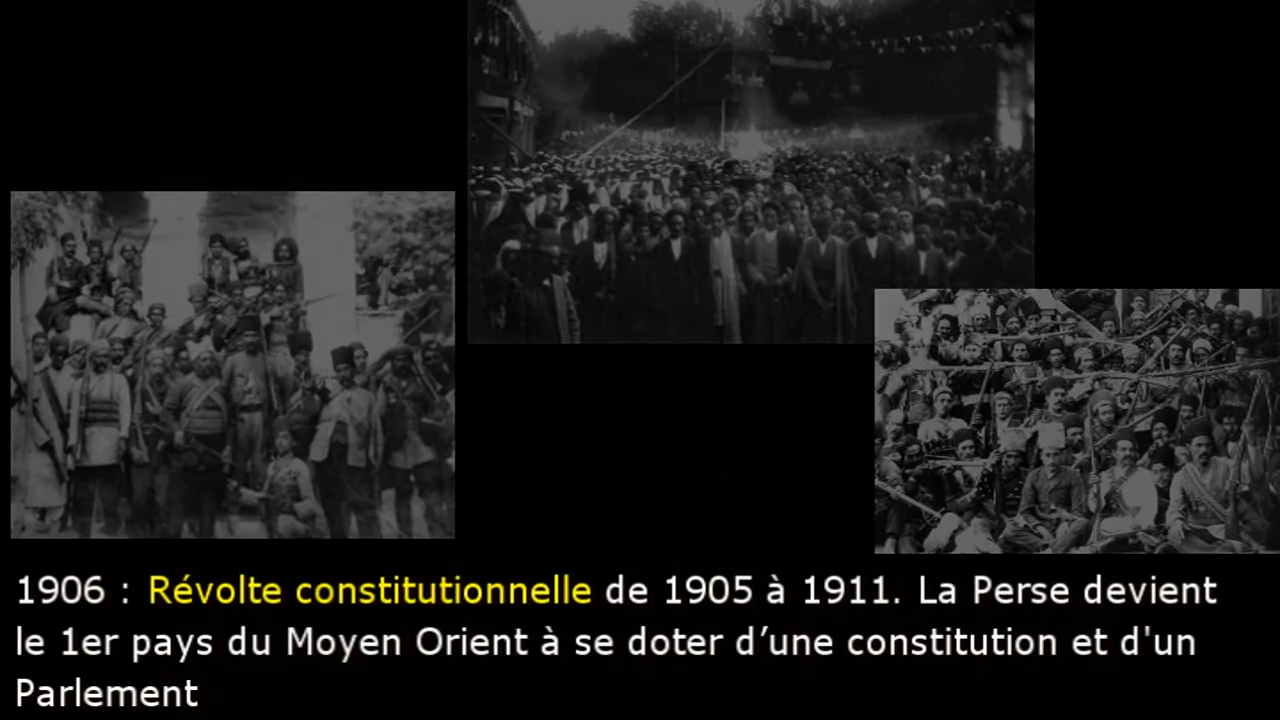 1906 : Révolte constitutionnelle de 1905 à 1911. La Perse devient
le 1er pays du Moyen Orient à se doter d’une constitution et d'un
Parlement